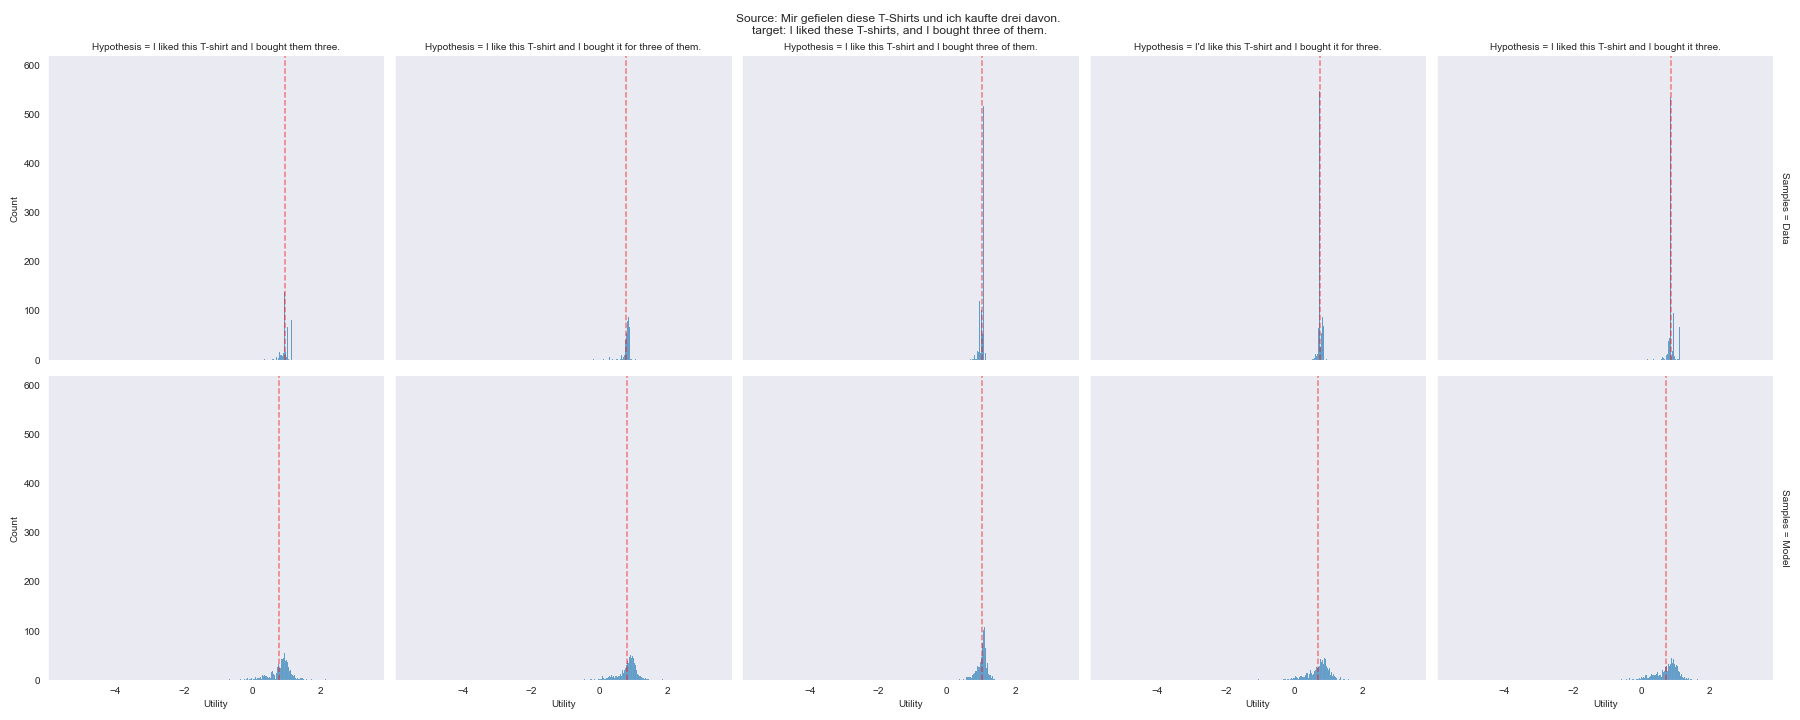 Source: Mir gefielen diese T-Shirts und ich kaufte drei davon.
target: I liked these T-shirts, and I bought three of them.
Hypothesis = I liked this T-shirt and I bought them three.
Hypothesis = I like this T-shirt and I bought it for three of them.
Hypothesis = I like this T-shirt and I bought three of them.
Hypothesis = I'd like this T-shirt and I bought it for three.
Hypothesis = I liked this T-shirt and I bought it three.
600
500
400
300
200
100
0
Count
Samples = Data
600
500
400
300
200
100
0
Count
Samples = Model
−4 −2 0 2
−4 −2 0 2
−4 −2 0 2
−4 −2 0 2
−4 −2 0 2
Utility
Utility
Utility
Utility
Utility